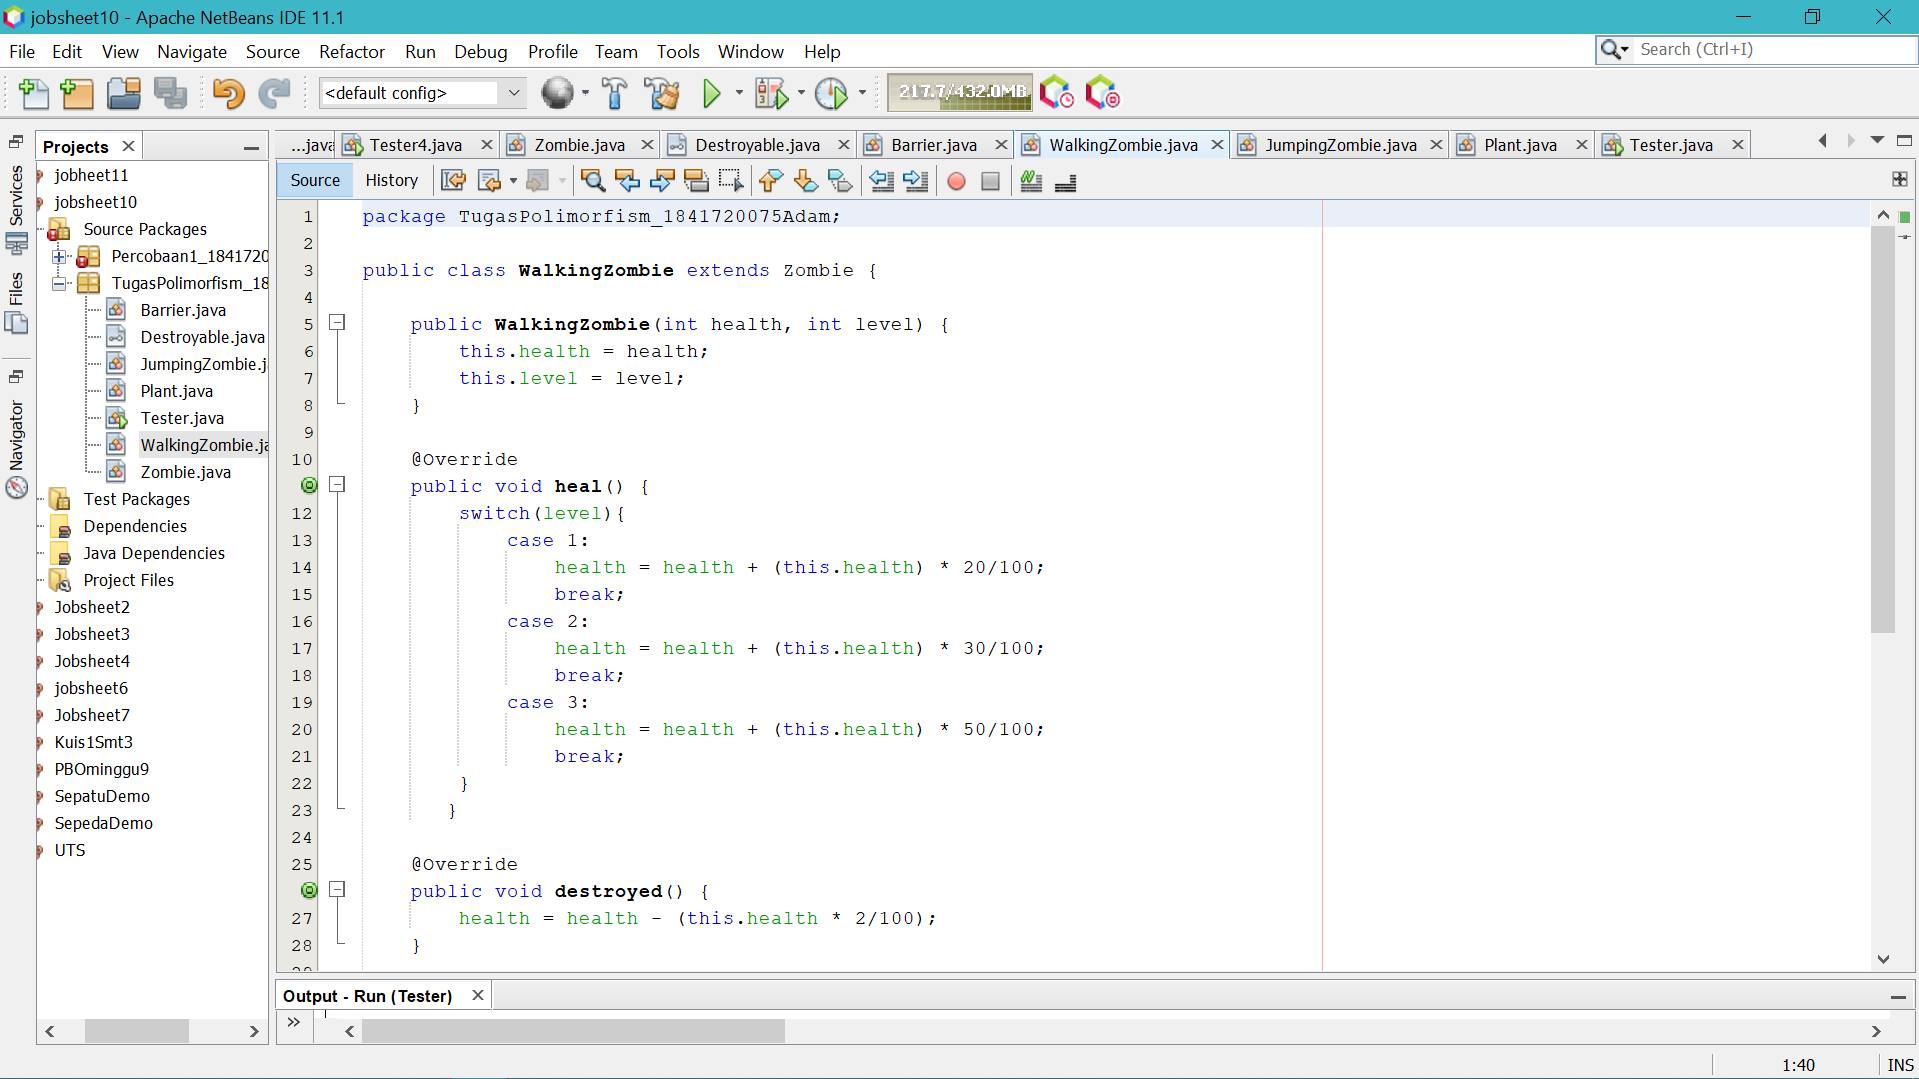 jobsheet10 - Apache NetBeans IDE 11.1
File Edit View Navigate Source Refactor Run Debug Profile Team Tools Window Help
Search (Ctrl+I)
<default config>
217.7/432.0MB
Services
Files
Navigator
Projects
jobheet11
jobsheet10
Source Packages
Percobaan1_1841720
TugasPolimorfism_18
Barrier.java
Destroyable.java
JumpingZombie.j
Plant.java
Tester.java
WalkingZombie.ja
Zombie.java
Test Packages
Dependencies
Java Dependencies
Project Files
Jobsheet2
Jobsheet3
Jobsheet4
jobsheet6
Jobsheet7
Kuis1Smt3
PBOminggu9
SepatuDemo
SepedaDemo
UTS
...java Tester4.java Zombie.java Destroyable.java Barrier.java WalkingZombie.java JumpingZombie.java Plant.java Tester.java
Source History
1 package TugasPolimorfism_1841720075Adam;
2
3 public class WalkingZombie extends Zombie {
4
5 public WalkingZombie(int health, int level) {
6 this.health = health;
7 this.level = level;
8 }
9
10 @Override
public void heal() {
12 switch(level){
13 case 1:
14 health = health + (this.health) * 20/100;
15 break;
16 case 2:
17 health = health + (this.health) * 30/100;
18 break;
19 case 3:
20 health = health + (this.health) * 50/100;
21 break;
22 }
23 }
24
25 @Override
public void destroyed() {
27 health = health - (this.health * 2/100);
28 }
Output - Run (Tester)
1:40 INS